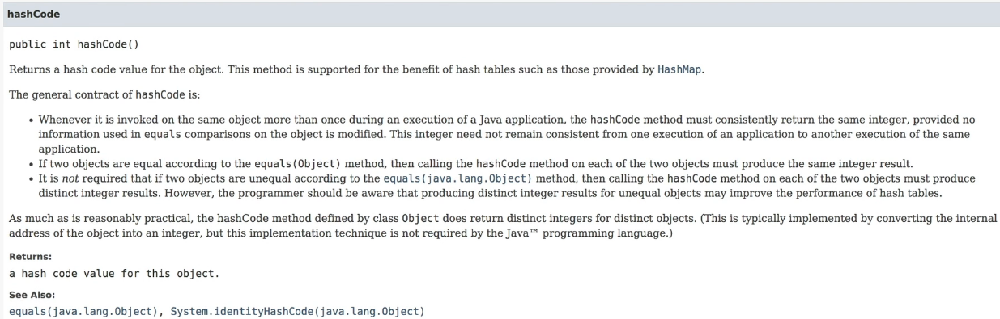 hashCode
public int hashCode()
Returns a hash code value for the object. This method is supported for the benefit of hash tables such as those provided by HashMap.
The general contract of hashCode is:
• Whenever it is invoked on the same object more than once during an execution of a Java application, the hashCode method must consistently return the same integer, provided no
information used in equals comparisons on the object is modified. This integer need not remain consistent from one execution of an application to another execution of the same
application.
• If two objects are equal according to the equals(Object) method, then calling the hashCode method on each of the two objects must produce the same integer result.
• It is not required that if two objects are unequal according to the equals(java.lang.Object) method, then calling the hashCode method on each of the two objects must produce
distinct integer results. However, the programmer should be aware that producing distinct integer results for unequal objects may improve the performance of hash tables.
As much as is reasonably practical, the hashCode method defined by class Object does return distinct integers for distinct objects. (This is typically implemented by converting the internal
address of the object into an integer, but this implementation technique is not required by the Java™ programming language.)
Returns:
a hash code value for this object.
See Also:
equals(java.lang.Object), System.identityHashCode(java.lang.Object)